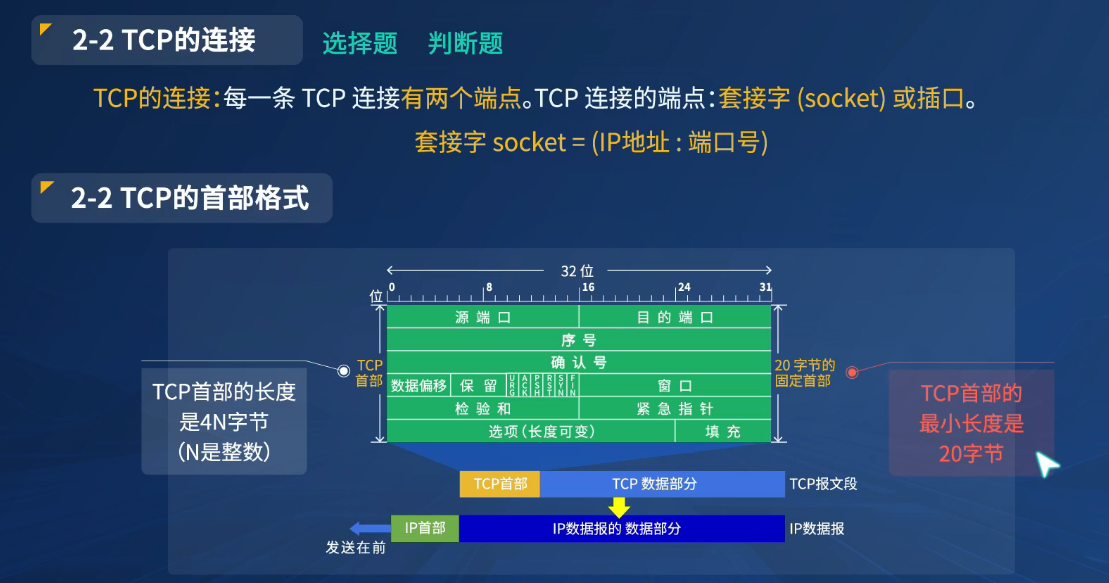 2-2 TCP的连接 选择题 判断题
TCP的连接:每一条 TCP 连接有两个端点。TCP 连接的端点:套接字 (socket) 或插口。
套接字 socket = (IP地址 : 端口号)
2-2 TCP的首部格式
32 位
位 0 8 16 24 31
源 端 口 目 的 端 口
序 号
确 认 号
数据偏移 保 留 URG ACK PSH RST SYN FIN 窗 口
检 验 和 紧 急 指 针
选项(长度可变) 填 充
TCP
首部
20 字节的
固定首部
TCP首部的长度
是4N字节
(N是整数)
TCP首部的
最小长度是
20字节
TCP首部 TCP 数据部分 TCP报文段
IP首部 IP数据报的 数据部分 IP数据报
发送在前